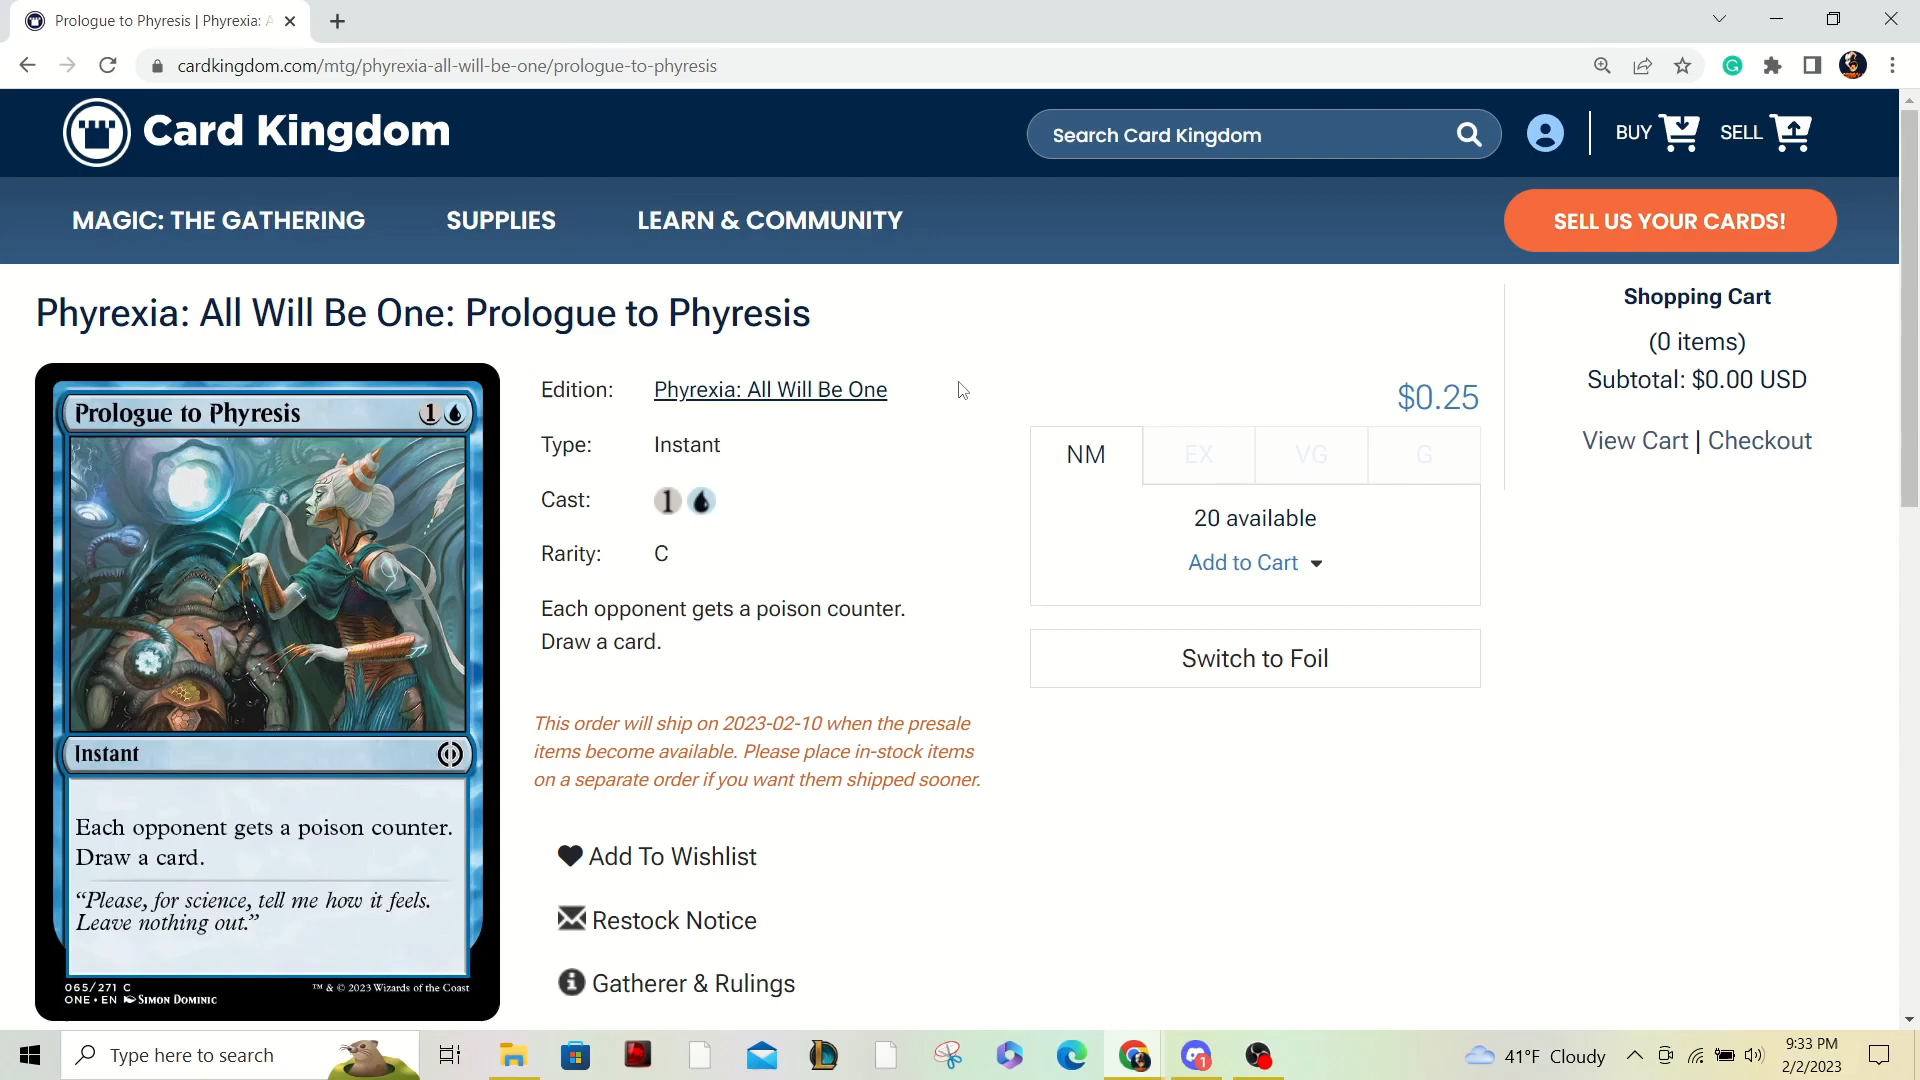 Prologue to Phyresis | Phyrexia: A
cardkingdom.com/mtg/phyrexia-all-will-be-one/prologue-to-phyresis
Card Kingdom
Search Card Kingdom
BUY
SELL
MAGIC: THE GATHERING
SUPPLIES
LEARN & COMMUNITY
SELL US YOUR CARDS!
Phyrexia: All Will Be One: Prologue to Phyresis
Shopping Cart
(0 items)
Subtotal: $0.00 USD
View Cart | Checkout
Prologue to Phyresis 1
Instant
Each opponent gets a poison counter.
Draw a card.
“Please, for science, tell me how it feels.
Leave nothing out.”
065/271 C
ONE • EN SIMON DOMINIC
™ & © 2023 Wizards of the Coast
Edition: Phyrexia: All Will Be One
Type: Instant
Cast: 1
Rarity: C
Each opponent gets a poison counter.
Draw a card.
This order will ship on 2023-02-10 when the presale
items become available. Please place in-stock items
on a separate order if you want them shipped sooner.
Add To Wishlist
Restock Notice
Gatherer & Rulings
$0.25
NM EX VG G
20 available
Add to Cart
Switch to Foil
Type here to search
1
41°F Cloudy
9:33 PM
2/2/2023